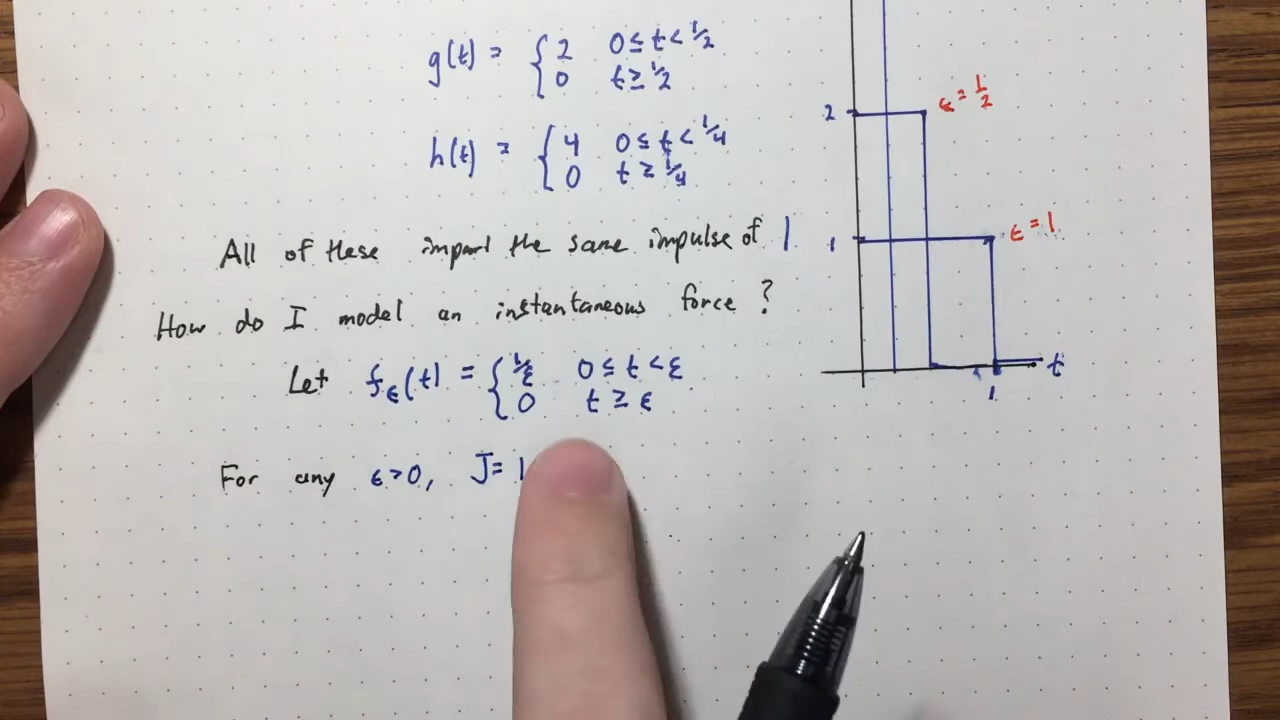 g(t) = { 2 0 ≤ t < 1/2
0 t ≥ 1/2
h(t) = { 4 0 ≤ t < 1/4
0 t ≥ 1/4
All of these impart the same impulse of 1
How do I model an instantaneous force ?
Let fε(t) = { 1/ε 0 ≤ t < ε
0 t ≥ ε
For any ε>0, J= 1
2
ε = 1/2
1
ε = 1
t
1